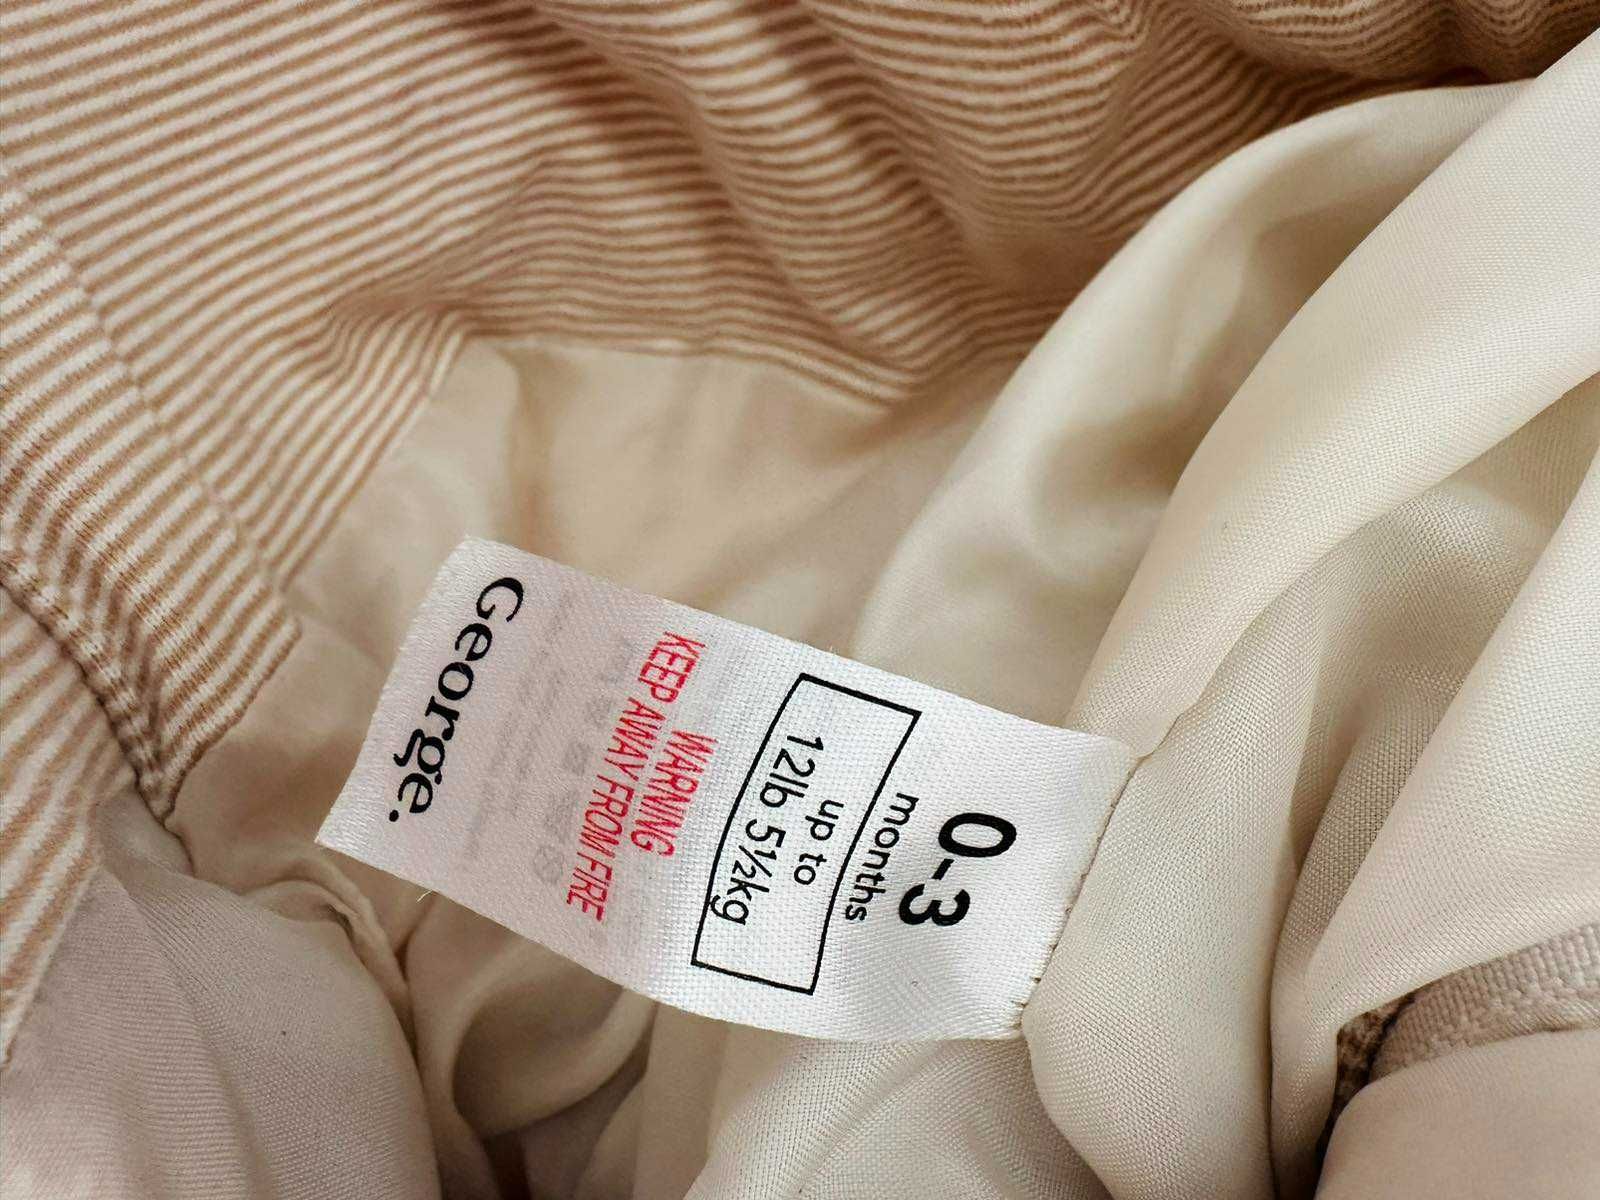 0-3
months
up to
12lb 5½kg
WARNING
KEEP AWAY FROM FIRE
George.